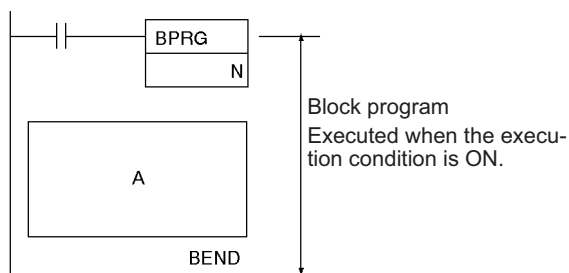 BPRG
N
Block program
Executed when the execu-
tion condition is ON.
A
BEND